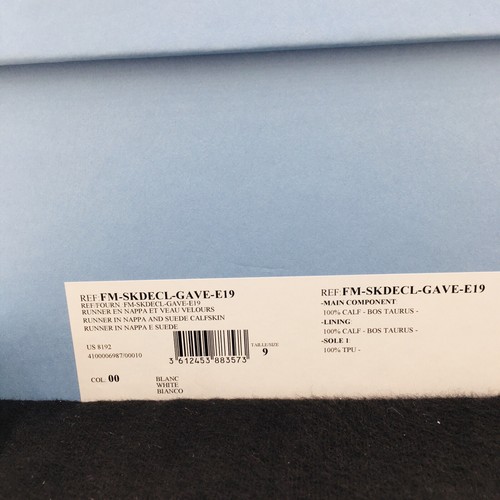 REF:FM-SKDECL-GAVE-E19
REF.FOURN. FM-SKDECL-GAVE-E19
RUNNER EN NAPPA ET VEAU VELOURS
RUNNER IN NAPPA AND SUEDE CALFSKIN
RUNNER IN NAPPA E SUEDE
US 8192
4100006987/00010
3 612453 883573
TAILLE/SIZE
9
COL. 00
BLANC
WHITE
BIANCO
REF:FM-SKDECL-GAVE-E19
-MAIN COMPONENT
100% CALF - BOS TAURUS -
-LINING
100% CALF - BOS TAURUS -
-SOLE 1
100% TPU -